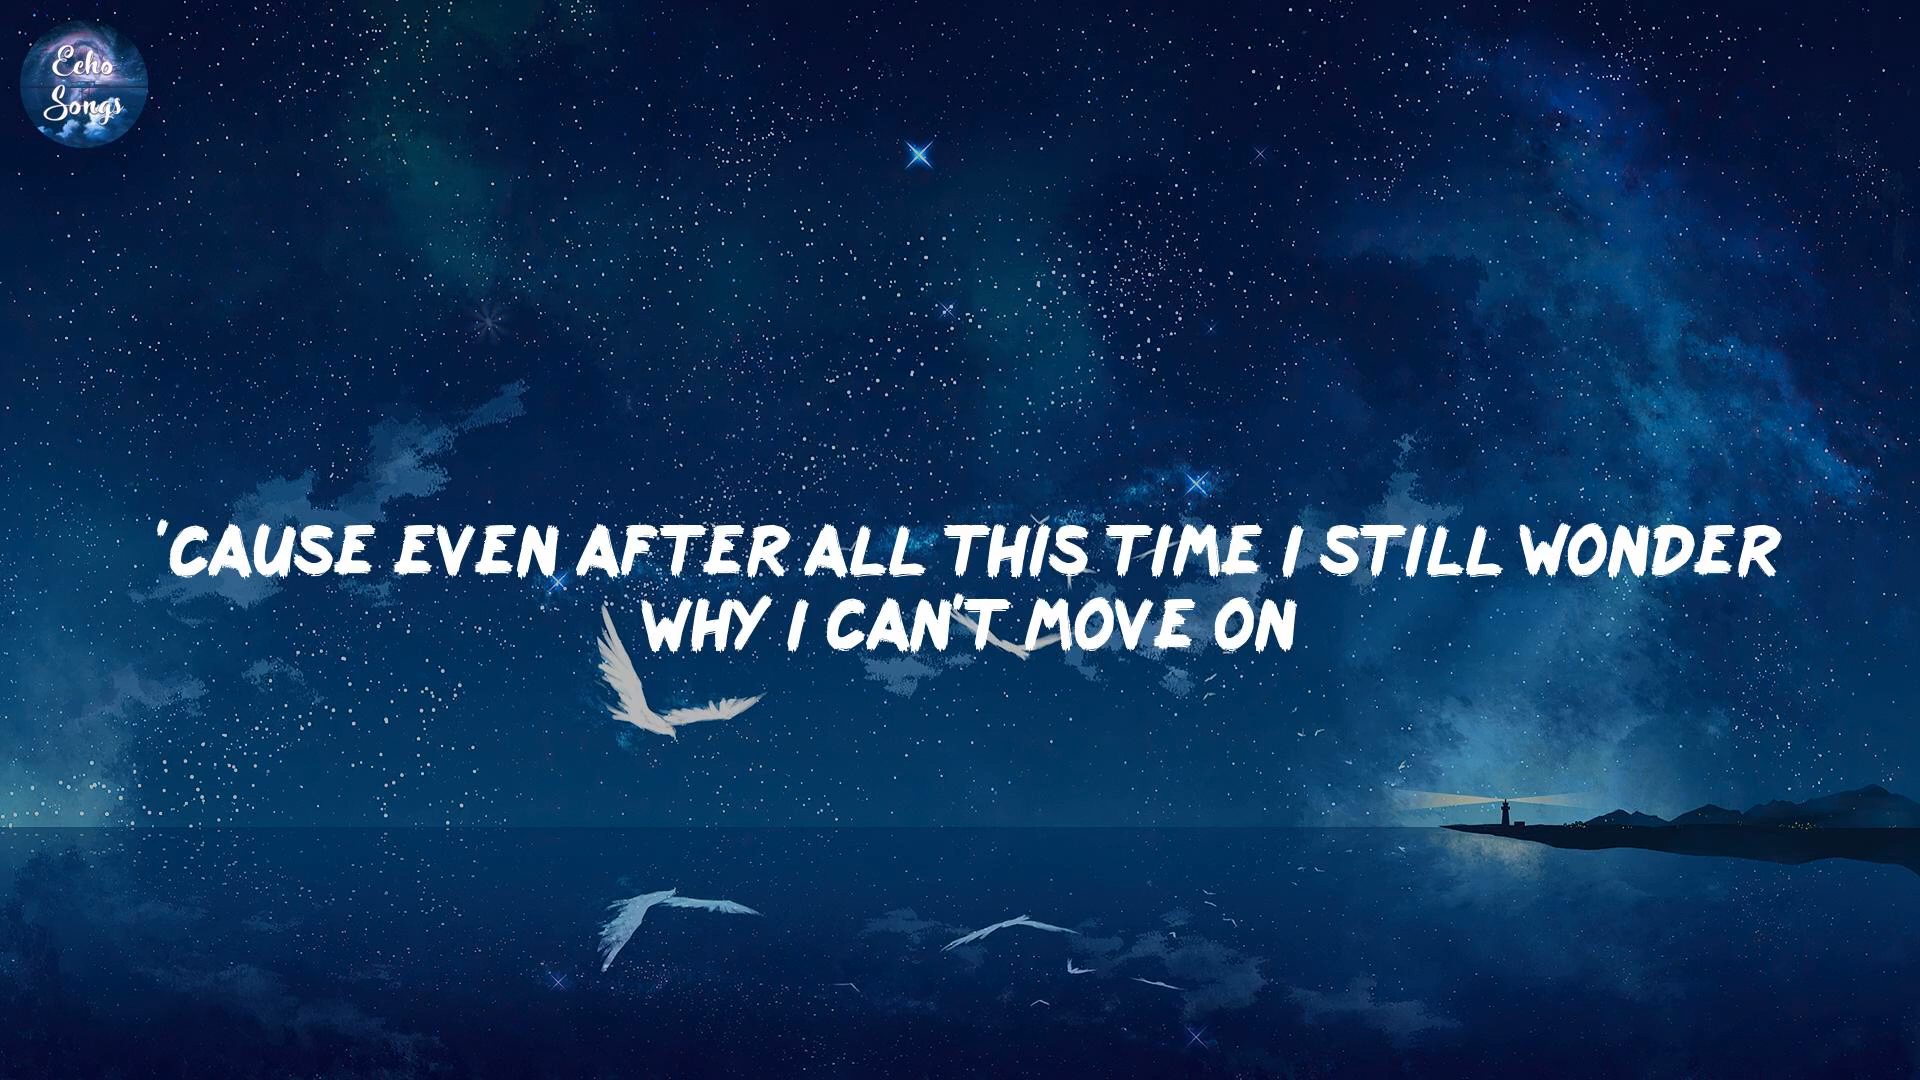 Echo
Songs
'CAUSE EVEN AFTER ALL THIS TIME I STILL WONDER
WHY I CAN'T MOVE ON